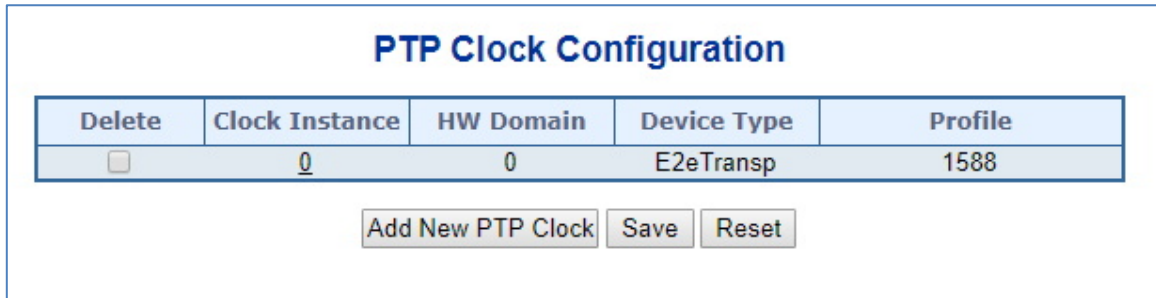 PTP Clock Configuration
Delete Clock Instance HW Domain Device Type Profile
0 0 E2eTransp 1588
Add New PTP Clock Save Reset